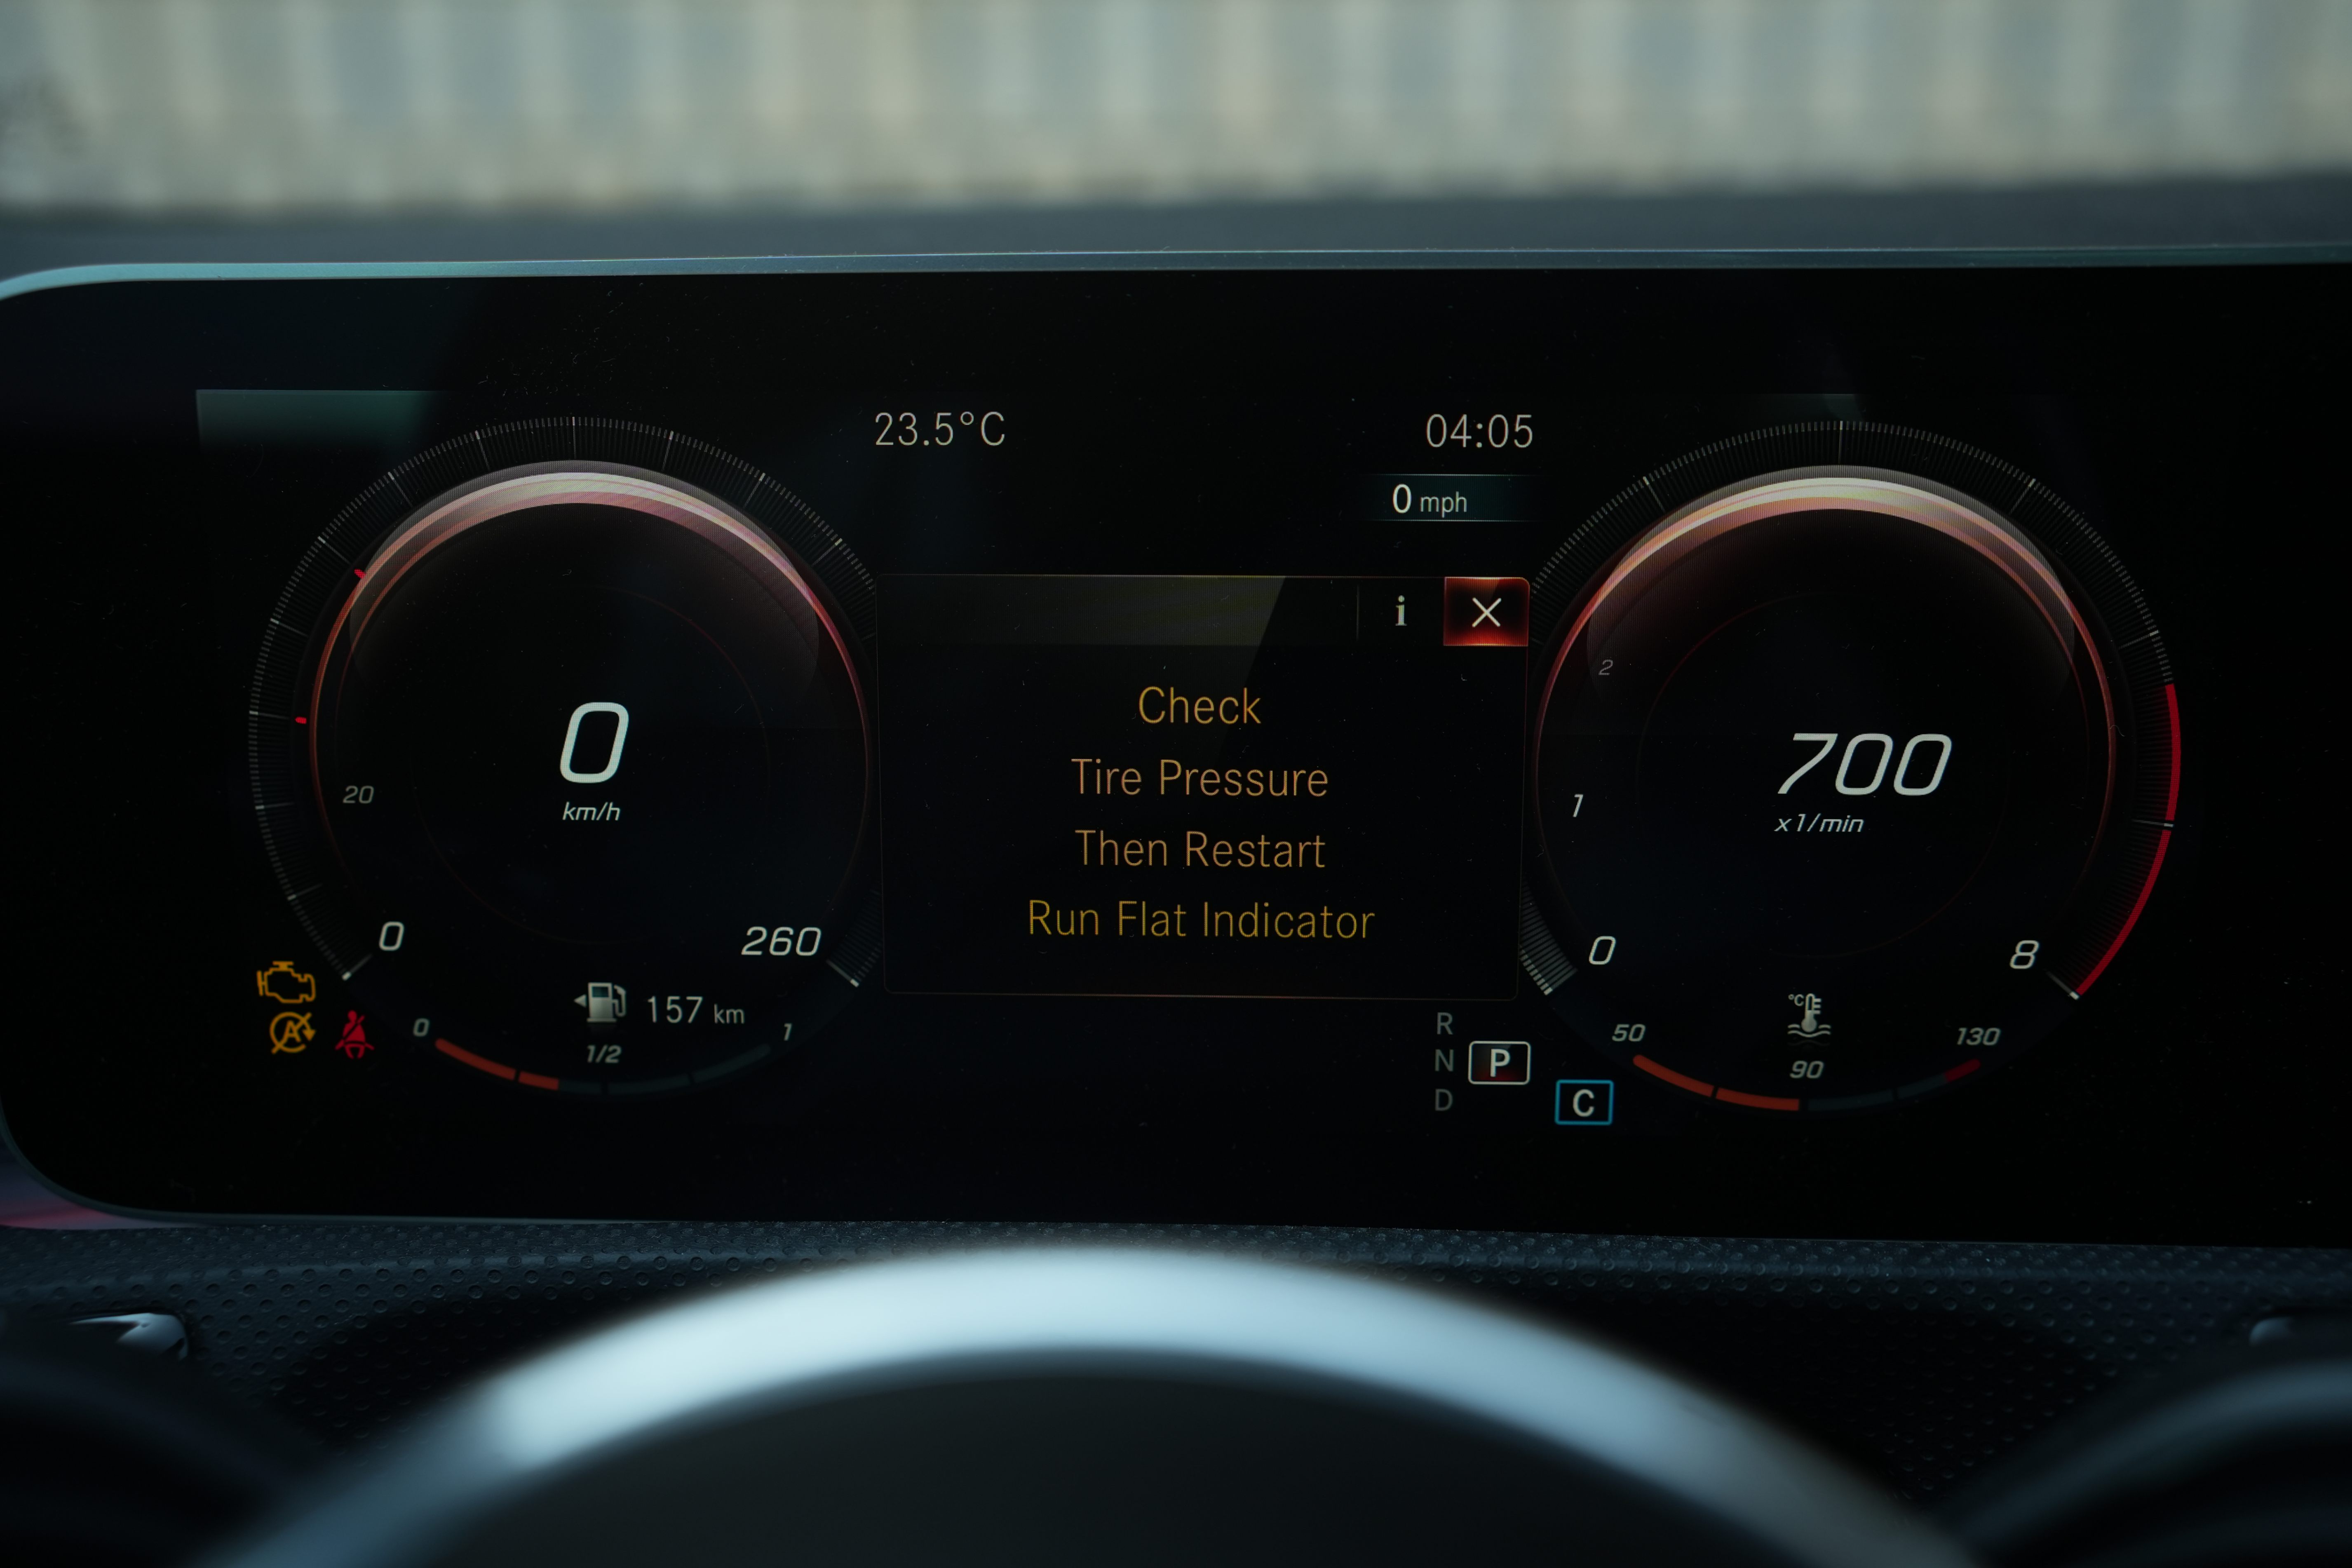 23.5°C
04:05
0 mph
i
Check
Tire Pressure
Then Restart
Run Flat Indicator
0
km/h
20
0
260
157 km
0
1/2
1
A
2
1
700
x1/min
0
8
R
N
P
D
C
°C
50
90
130